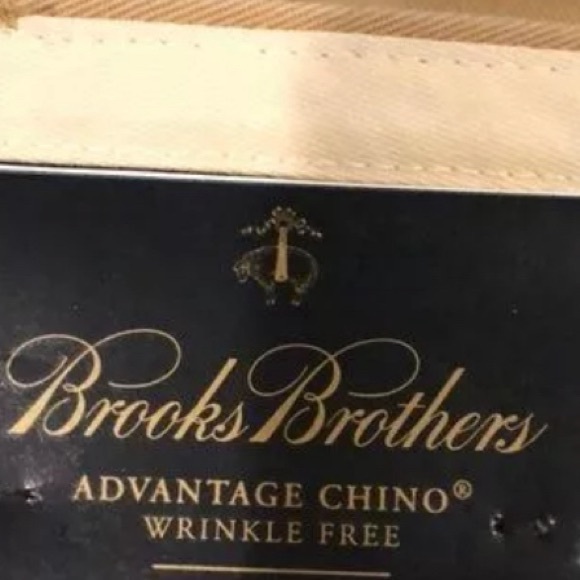 Brooks Brothers
ADVANTAGE CHINO®
WRINKLE FREE